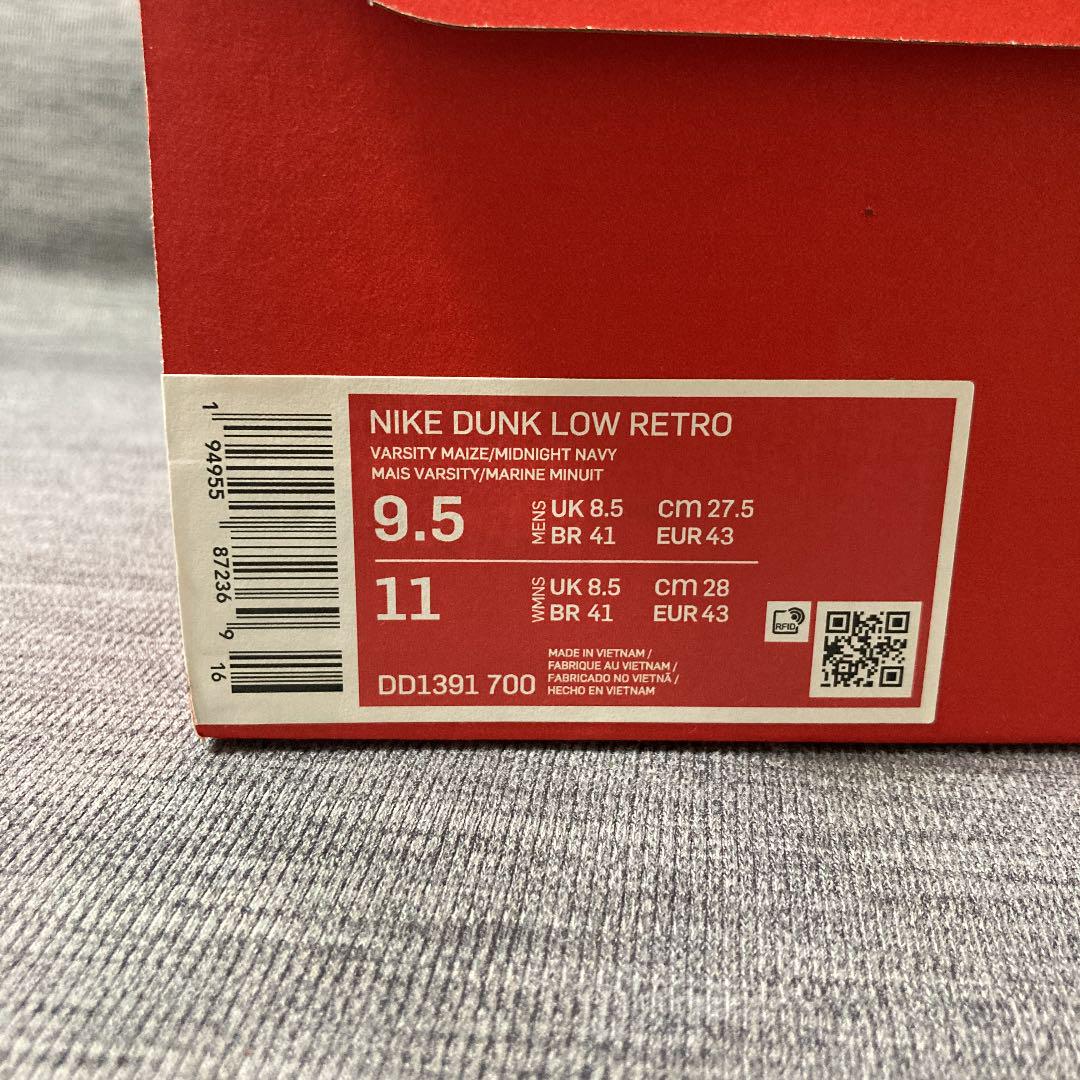 NIKE DUNK LOW RETRO
VARSITY MAIZE/MIDNIGHT NAVY
MAIS VARSITY/MARINE MINUIT
9.5 MENS UK 8.5 cm 27.5
BR 41 EUR 43
11 WMNS UK 8.5 cm 28
BR 41 EUR 43
DD1391 700
MADE IN VIETNAM /
FABRIQUE AU VIETNAM /
FABRICADO NO VIETNÃ /
HECHO EN VIETNAM
RFID
1 94955 87236 9 16